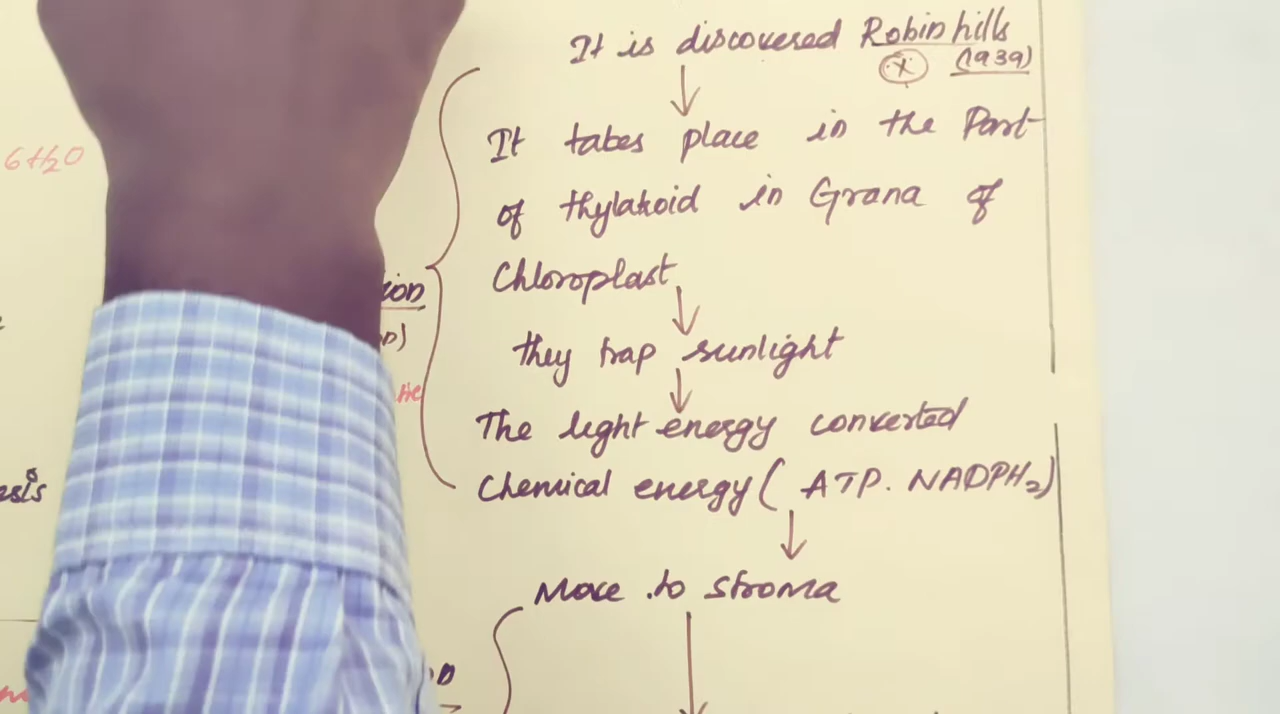 It is discovered Robin hills
(1939)
6H2O
It takes place in the Part
of thylakoid in Grana of
Chloroplast
they trap sunlight
The light energy converted
Chemical energy ( ATP. NADPH2)
Move to stroma